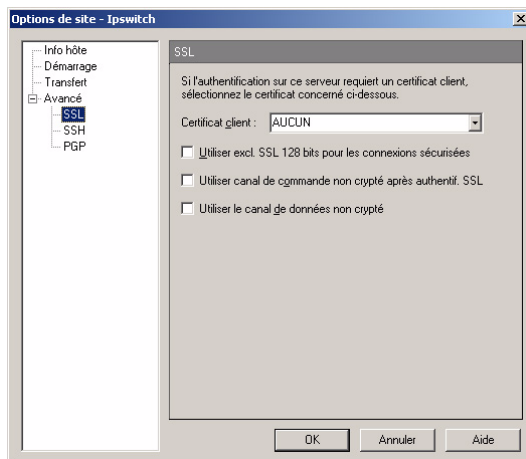 Options de site - Ipswitch
Info hôte
Démarrage
Transfert
Avancé
SSL
SSH
PGP
SSL
Si l'authentification sur ce serveur requiert un certificat client,
sélectionnez le certificat concerné ci-dessous.
Certificat client : AUCUN
Utiliser excl. SSL 128 bits pour les connexions sécurisées
Utiliser canal de commande non crypté après authentif. SSL
Utiliser le canal de données non crypté
OK Annuler Aide